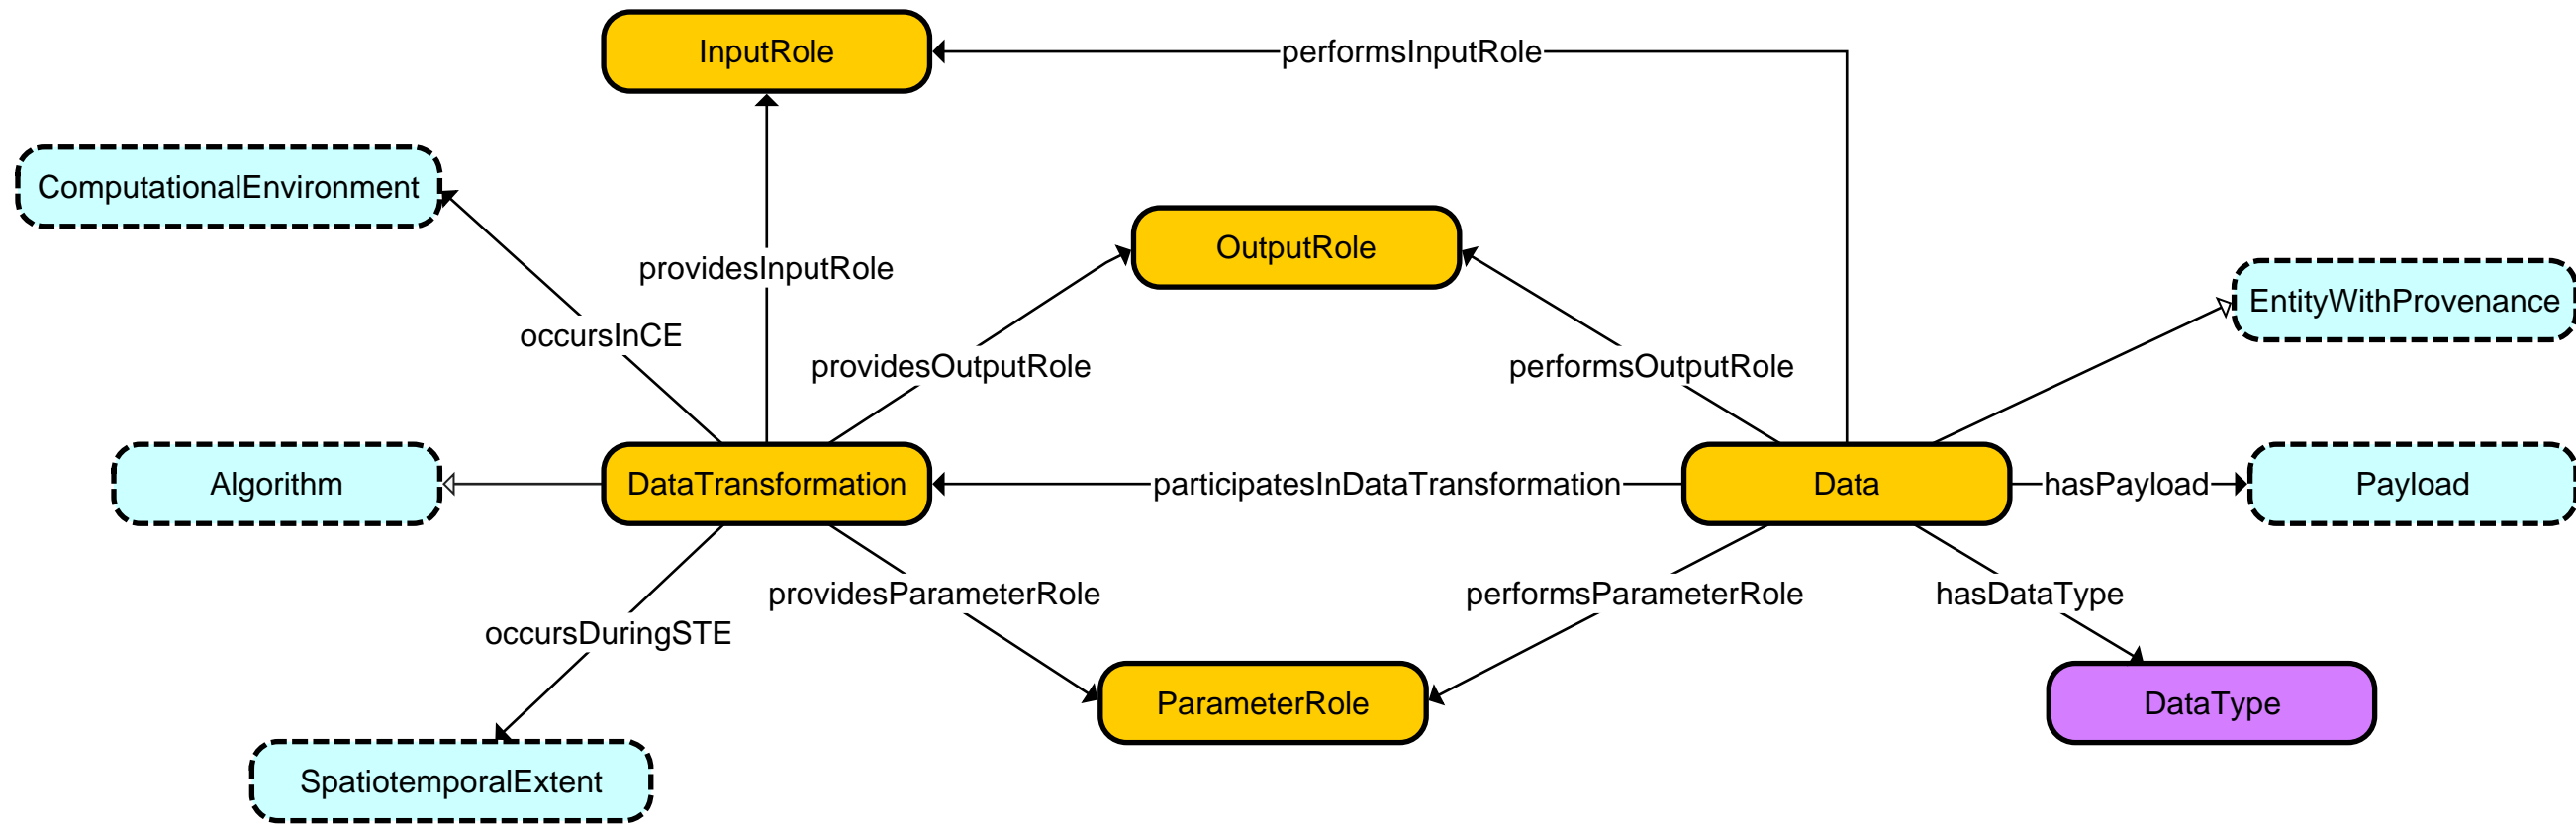 InputRole
performsInputRole
ComputationalEnvironment
OutputRole
providesInputRole
EntityWithProvenance
occursInCE
providesOutputRole
performsOutputRole
Algorithm
DataTransformation
participatesInDataTransformation
Data
hasPayload
Payload
providesParameterRole
performsParameterRole
hasDataType
occursDuringSTE
ParameterRole
DataType
SpatiotemporalExtent